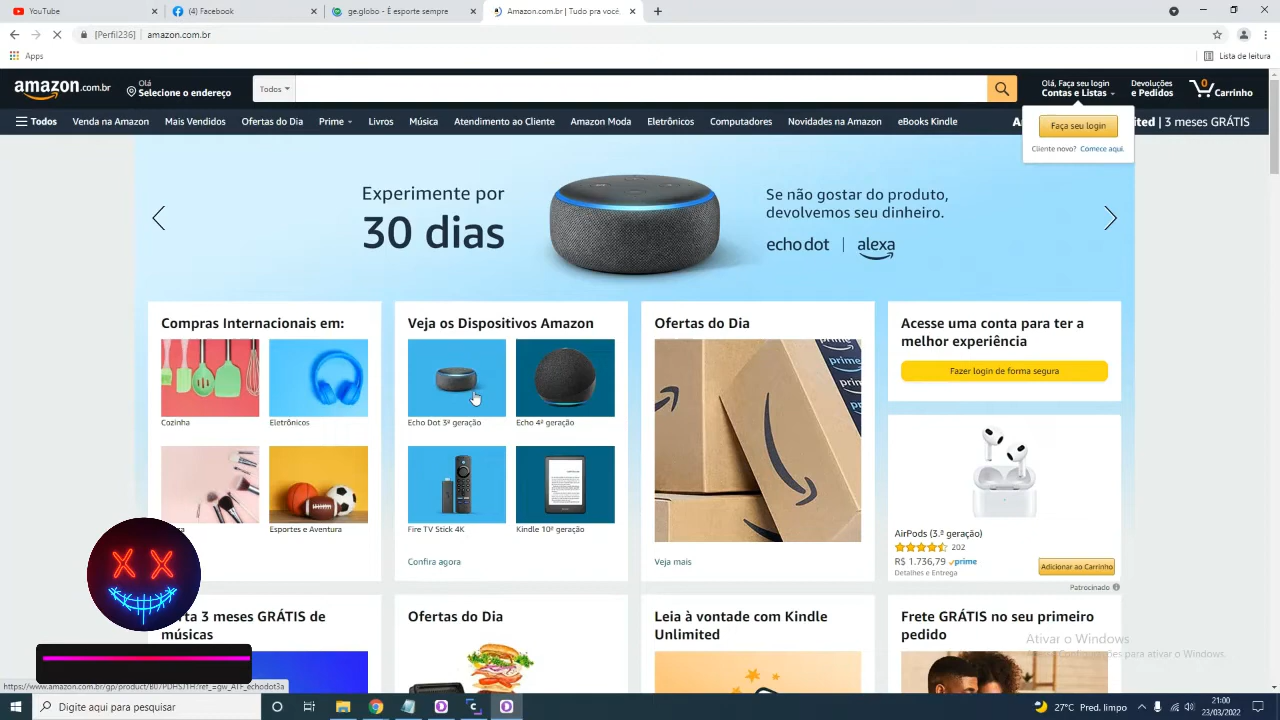 YouTube
(4) Facebook
ge.globo - É esporte sempre
Amazon.com.br | Tudo pra você,
[Perfil236] amazon.com.br
Apps
Lista de leitura
amazon.com.br
Olá
Selecione o endereço
Todos
Olá, Faça seu login
Contas e Listas
Devoluções
e Pedidos
0
Carrinho
Todos
Venda na Amazon
Mais Vendidos
Ofertas do Dia
Prime
Livros
Música
Atendimento ao Cliente
Amazon Moda
Eletrônicos
Computadores
Novidades na Amazon
eBooks Kindle
ited | 3 meses GRÁTIS
Faça seu login
Cliente novo? Comece aqui.
Experimente por
30 dias
Se não gostar do produto,
devolvemos seu dinheiro.
echo dot | alexa
Compras Internacionais em:
Cozinha
Eletrônicos
Esportes e Aventura
Veja os Dispositivos Amazon
Echo Dot 3ª geração
Echo 4ª geração
Fire TV Stick 4K
Kindle 10ª geração
Confira agora
Ofertas do Dia
prime
prime
Veja mais
Acesse uma conta para ter a
melhor experiência
Fazer login de forma segura
AirPods (3.ª geração)
202
R$ 1.736,79 prime
Detalhes e Entrega
Adicionar ao Carrinho
Patrocinado
3 meses GRÁTIS de
músicas
Ofertas do Dia
Leia à vontade com Kindle
Unlimited
Frete GRÁTIS no seu primeiro
pedido
Ativar o Windows
para ativar o Windows.
Digite aqui para pesquisar
27°C Pred. limpo
21:00
23/03/2022